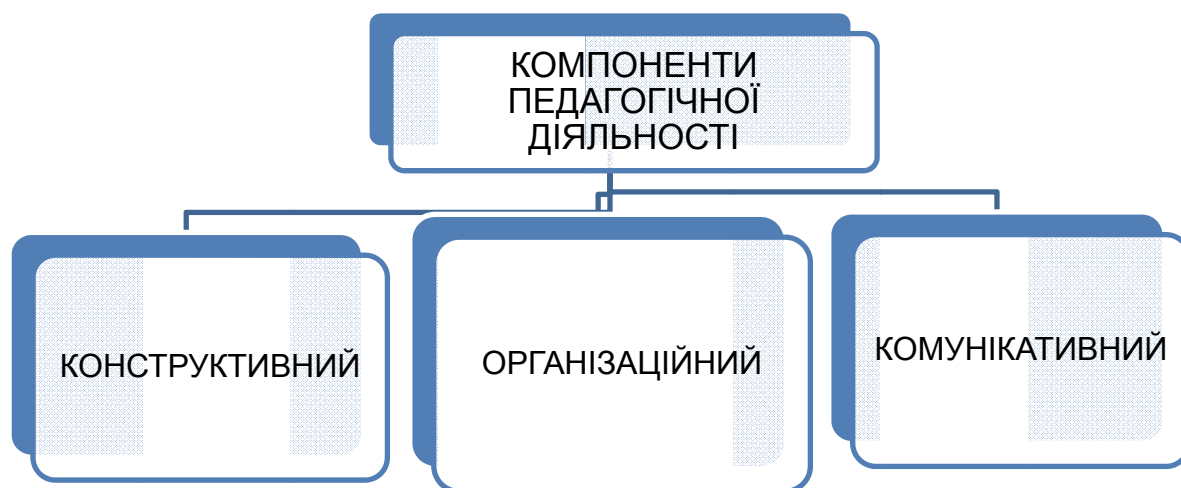 КОМПОНЕНТИ
ПЕДАГОГІЧНОЇ
ДІЯЛЬНОСТІ
КОНСТРУКТИВНИЙ
ОРГАНІЗАЦІЙНИЙ
КОМУНІКАТИВНИЙ